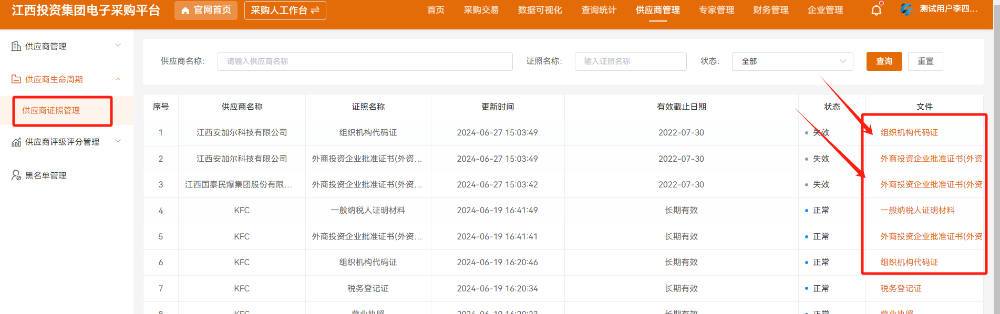 江西投资集团电子采购平台 官网首页 采购人工作台 首页 采购交易 数据可视化 查询统计 供应商管理 专家管理 财务管理 企业管理 测试用户李四...
供应商管理
供应商生命周期
供应商证照管理
供应商评级评分管理
黑名单管理
供应商名称： 请输入供应商名称 证照名称： 输入证照名称 状态： 全部 查询 重置
序号 供应商名称 证照名称 更新时间 有效截止日期 状态 文件
1 江西安加尔科技有限公司 组织机构代码证 2024-06-27 15:03:49 2022-07-30 失效 组织机构代码证
2 江西安加尔科技有限公司 外商投资企业批准证书(外资... 2024-06-27 15:03:49 2022-07-30 失效 外商投资企业批准证书(外资
3 江西国泰民爆集团股份有限... 外商投资企业批准证书(外资... 2024-06-27 15:03:42 2022-07-30 失效 外商投资企业批准证书(外资
4 KFC 一般纳税人证明材料 2024-06-19 16:41:49 长期有效 正常 一般纳税人证明材料
5 KFC 外商投资企业批准证书(外资... 2024-06-19 16:41:41 长期有效 正常 外商投资企业批准证书(外资
6 KFC 组织机构代码证 2024-06-19 16:20:46 长期有效 正常 组织机构代码证
7 KFC 税务登记证 2024-06-19 16:20:34 长期有效 正常 税务登记证
8 KFC 营业执照 2024-06-19 16:20:23 长期有效 正常 营业执照